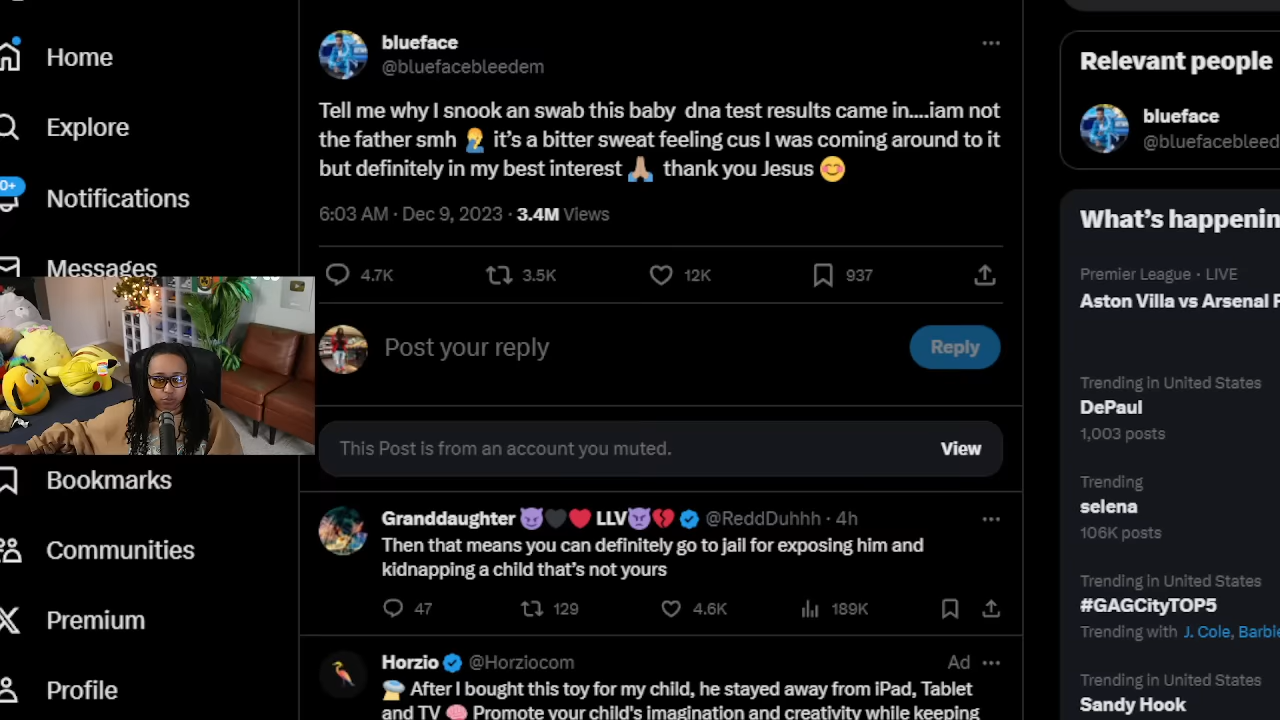 Home
Explore
0+
Notifications
Messages
Bookmarks
Communities
Premium
Profile
blueface
@bluefacebleedem
Tell me why I snook an swab this baby  dna test results came in....iam not
the father smh 🤦‍♂️ it's a bitter sweat feeling cus I was coming around to it
but definitely in my best interest 🙏🏼 thank you Jesus 😊
6:03 AM · Dec 9, 2023 · 3.4M Views
4.7K 3.5K 12K 937
Post your reply
Reply
This Post is from an account you muted.
View
Granddaughter 😈🖤❤️ LLV👿💔 @ReddDuhhh · 4h
Then that means you can definitely go to jail for exposing him and
kidnapping a child that's not yours
47 129 4.6K 189K
Horzio @Horziocom Ad
After I bought this toy for my child, he stayed away from iPad, Tablet
and TV 🧠 Promote your child's imagination and creativity while keeping
Relevant people
blueface
@bluefacebleed
What's happenin
Premier League · LIVE
Aston Villa vs Arsenal F
Trending in United States
DePaul
1,003 posts
Trending
selena
106K posts
Trending in United States
#GAGCityTOP5
Trending with J. Cole, Barbie
Trending in United States
Sandy Hook